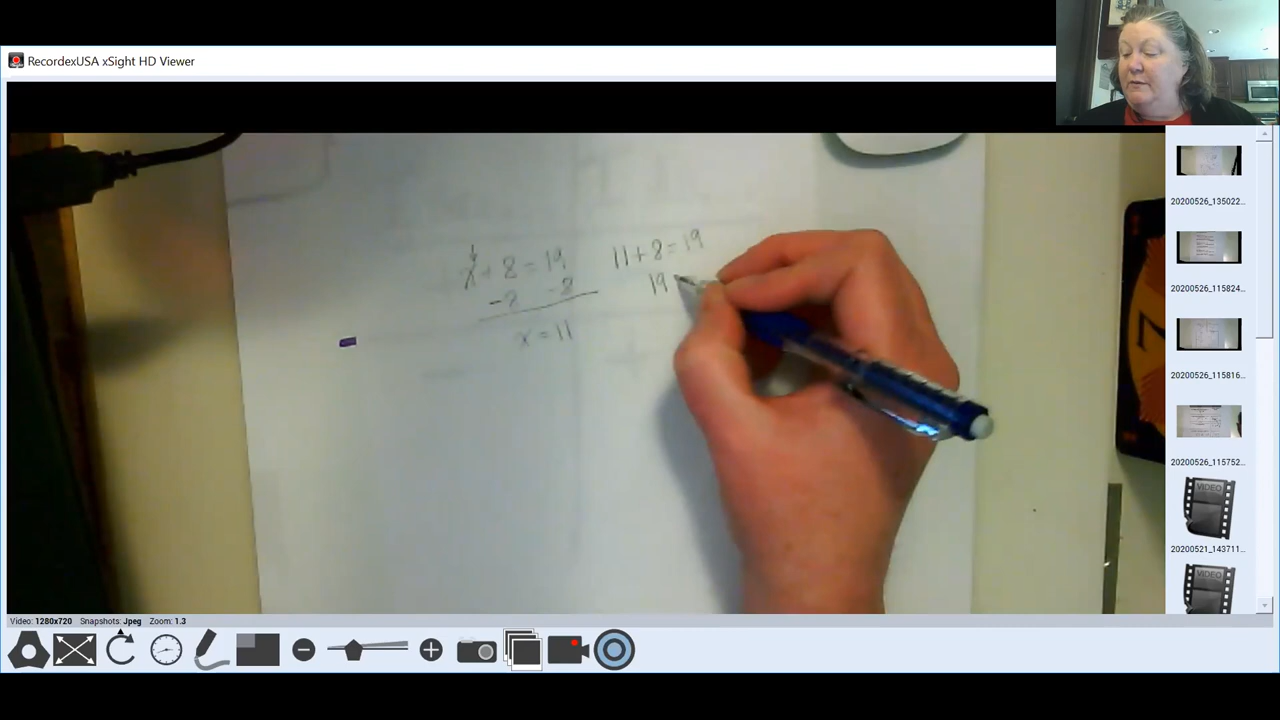 RecordexUSA xSight HD Viewer
x + 8 = 19
-8 -8
x = 11
11 + 8 = 19
19
20200526_135022...
20200526_115824...
20200526_115816...
20200526_115752...
VIDEO
20200521_143711...
VIDEO
Video: 1280x720 Snapshots: Jpeg Zoom: 1.3